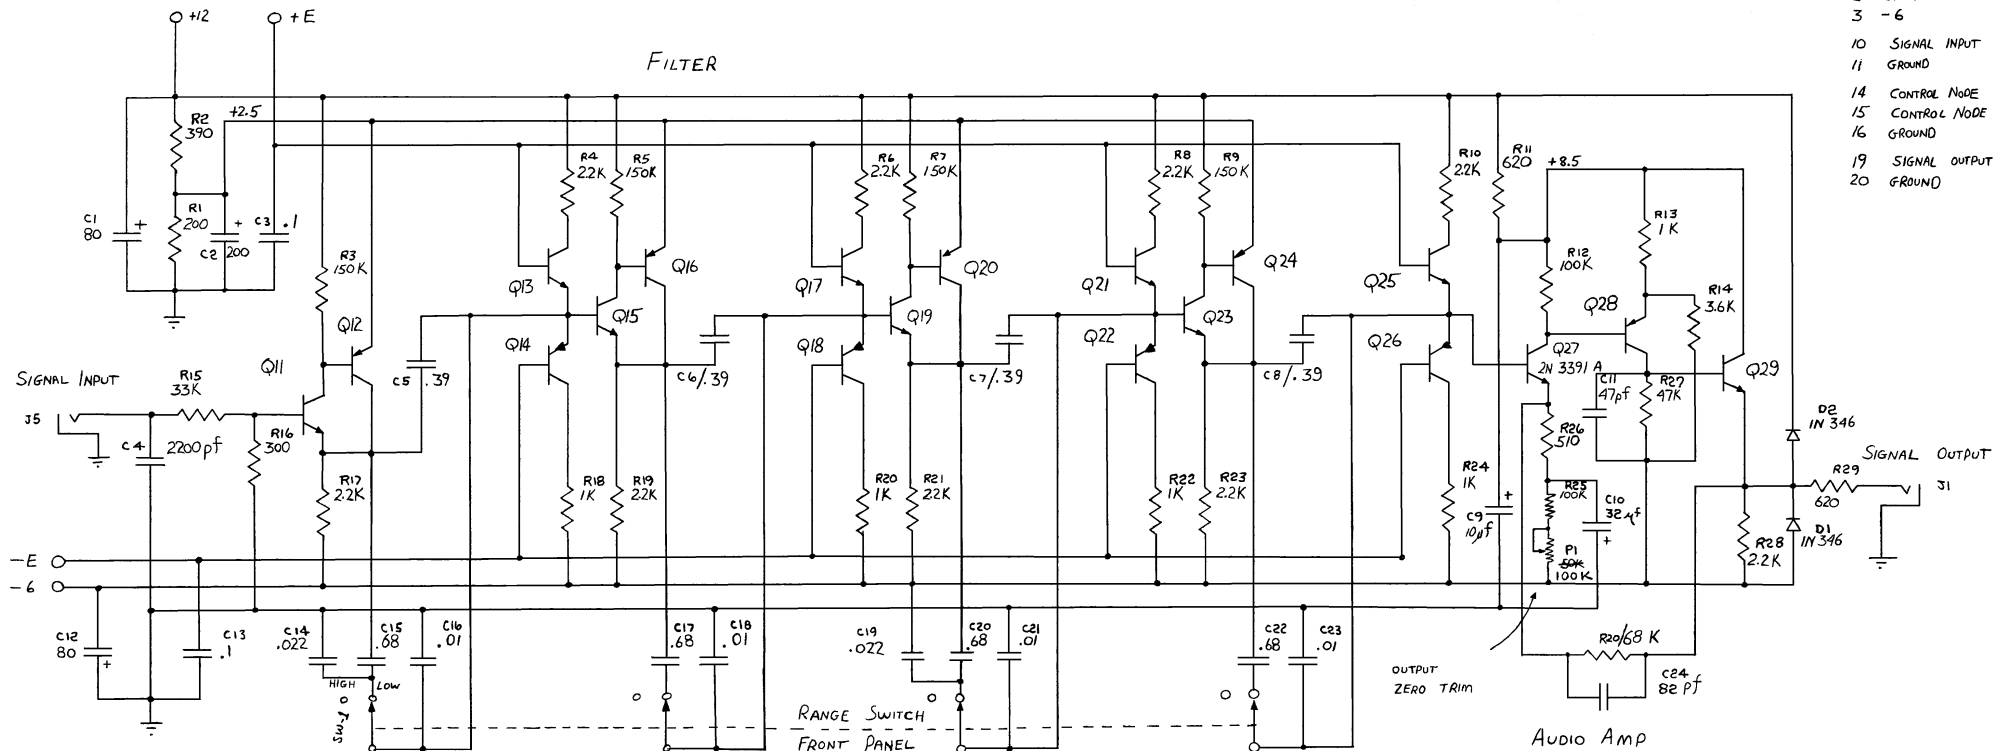 +12
+E
3 -6
10 SIGNAL INPUT
11 GROUND
14 CONTROL NODE
15 CONTROL NODE
16 GROUND
19 SIGNAL OUTPUT
20 GROUND
FILTER
+2.5
R2
390
R1
200
C1
80
+
C2
200
+
C3
.1
R3
150K
R4
2.2K
R5
150K
R6
2.2K
R7
150K
R8
2.2K
R9
150K
R10
2.2K
R11
620
+8.5
R12
100K
R13
1K
R14
3.6K
Q11
Q12
Q13
Q14
Q15
Q16
Q17
Q18
Q19
Q20
Q21
Q22
Q23
Q24
Q25
Q26
Q27
2N 3391 A
Q28
Q29
SIGNAL INPUT
J5
R15
33K
R16
300
C4
2200pf
C5
.39
C6/.39
C7/.39
C8/.39
R17
2.2K
R18
1K
R19
2.2K
R20
1K
R21
22K
R22
1K
R23
2.2K
R24
1K
C9
10µf
+
C11
47pf
R27
47K
R26
510
R25
100K
C10
32µf
+
P1
50K
100K
D2
IN 346
D1
IN 346
R28
2.2K
R29
620
SIGNAL OUTPUT
J1
-E
-6
C12
80
+
C13
.1
C14
.022
C15
.68
C16
.01
C17
.68
C18
.01
C19
.022
C20
.68
C21
.01
C22
.68
C23
.01
HIGH
LOW
SW-1
RANGE SWITCH
FRONT PANEL
OUTPUT
ZERO TRIM
R20/68 K
C24
82 pf
AUDIO AMP